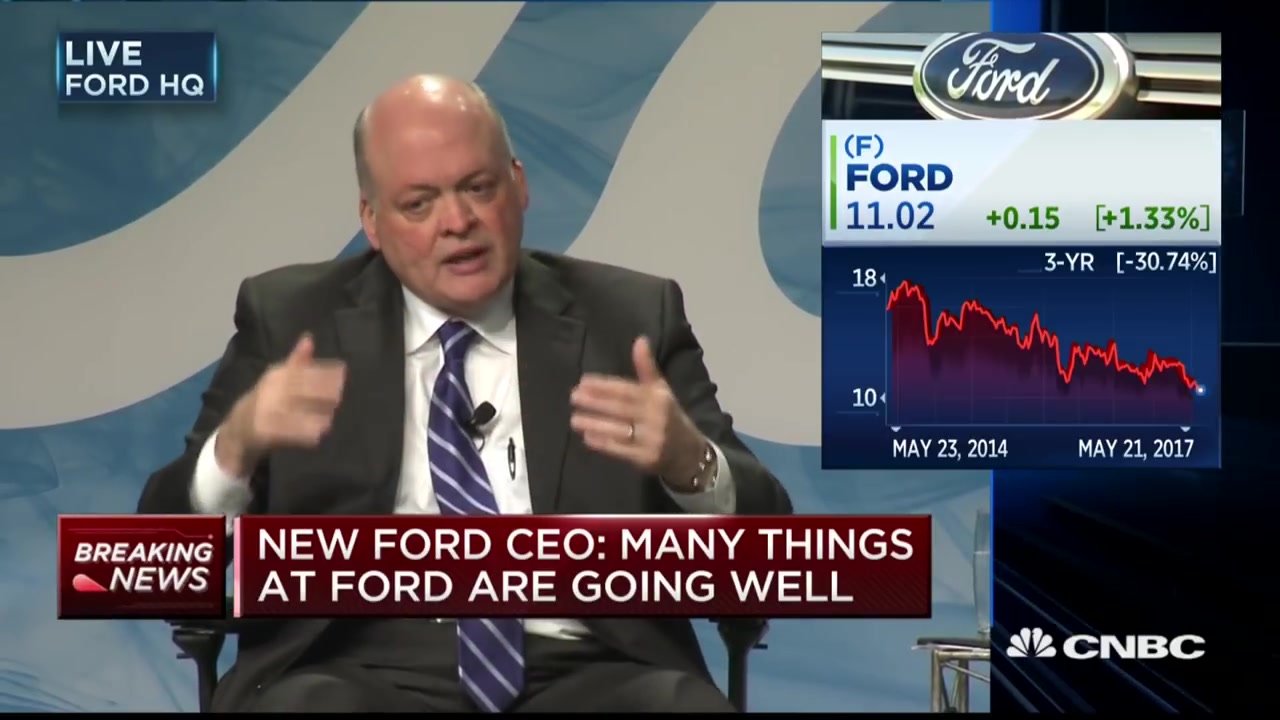 LIVE
FORD HQ
Ford
(F)
FORD
11.02 +0.15 [+1.33%]
3-YR [-30.74%]
18
10
MAY 23, 2014 MAY 21, 2017
BREAKING
NEWS
NEW FORD CEO: MANY THINGS
AT FORD ARE GOING WELL
CNBC